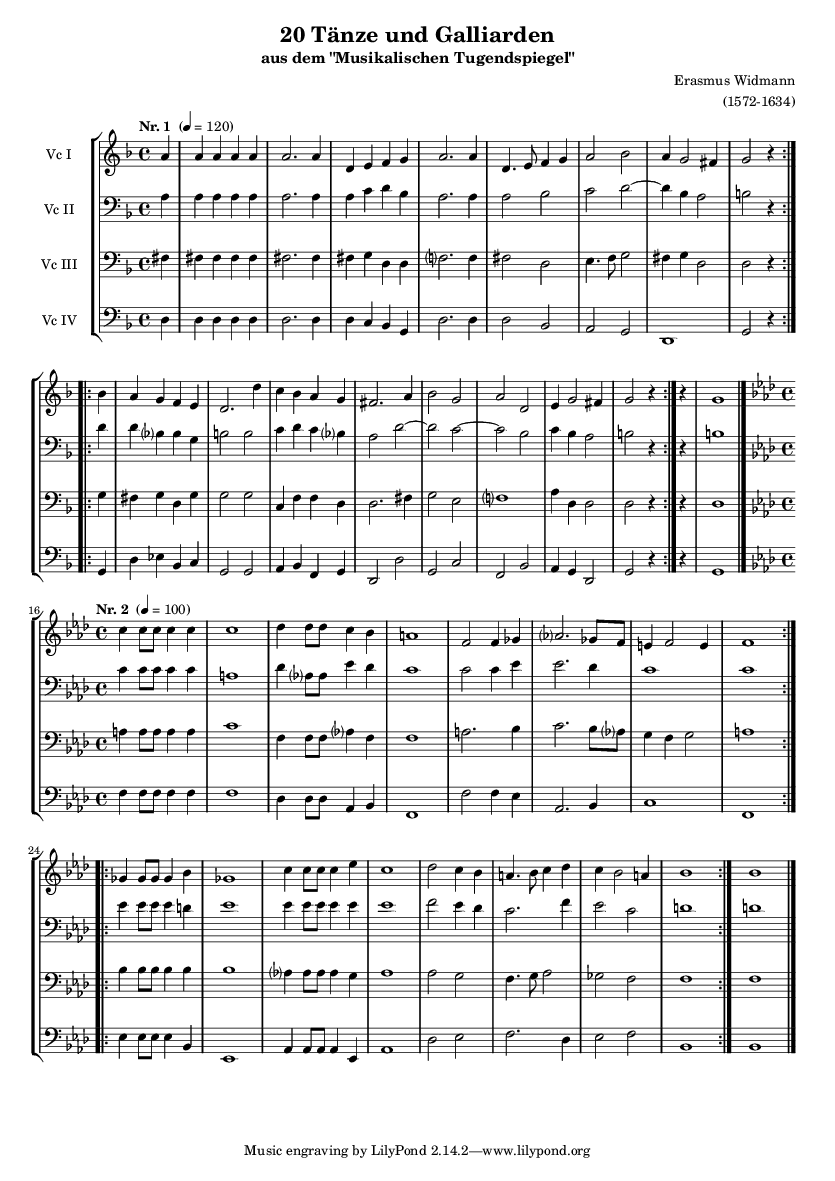 20 Tänze und Galliarden
aus dem "Musikalischen Tugendspiegel"
Erasmus Widmann
(1572-1634)
Nr. 1 (♩ = 120)
Vc I
Vc II
Vc III
Vc IV
16
Nr. 2 (♩ = 100)
24
Music engraving by LilyPond 2.14.2—www.lilypond.org